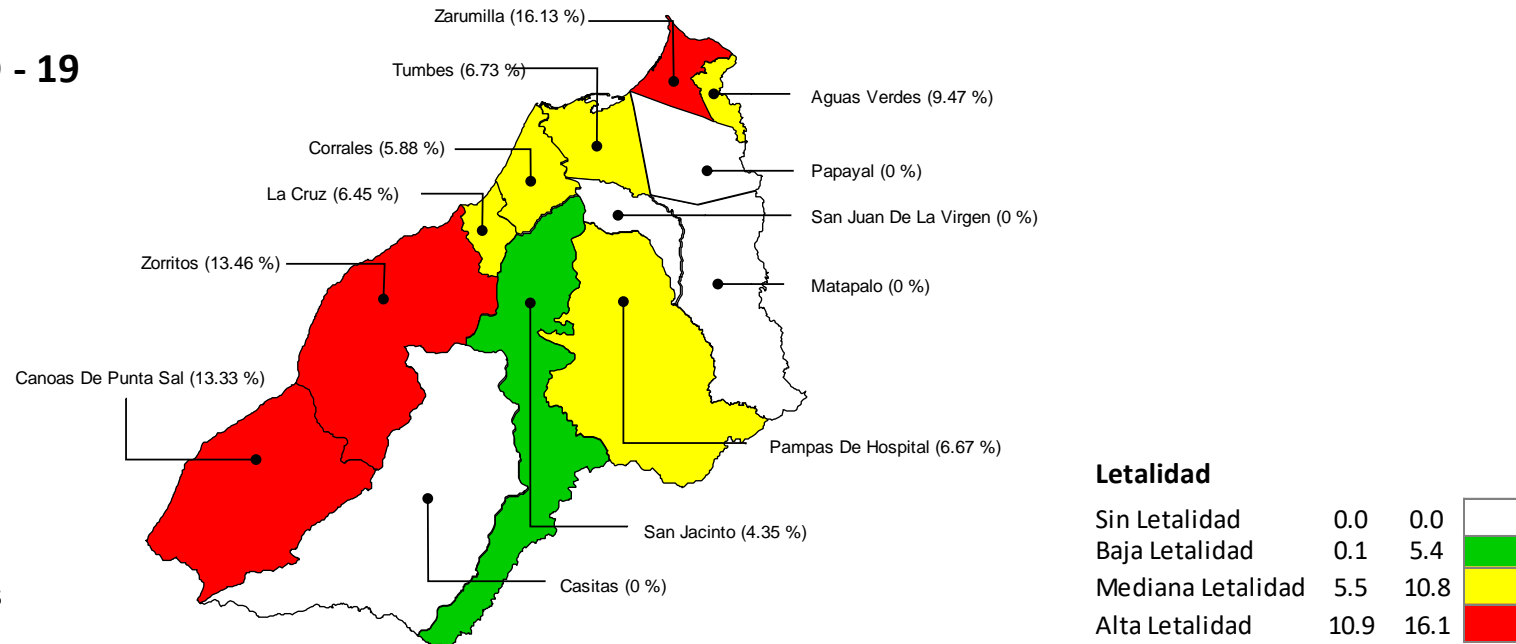 Zarumilla (16.13 %)
- 19
Tumbes (6.73 %)
Aguas Verdes (9.47 %)
Corrales (5.88 %)
Papayal (0 %)
La Cruz (6.45 %)
San Juan De La Virgen (0 %)
Zorritos (13.46 %)
Matapalo (0 %)
Canoas De Punta Sal (13.33 %)
Pampas De Hospital (6.67 %)
San Jacinto (4.35 %)
Casitas (0 %)
Letalidad
Sin Letalidad 0.0 0.0
Baja Letalidad 0.1 5.4
Mediana Letalidad 5.5 10.8
Alta Letalidad 10.9 16.1